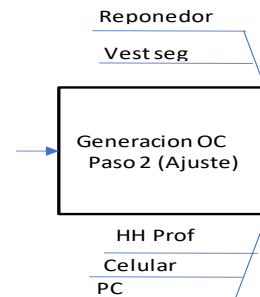 Reponedor
Vest seg
Generacion OC
Paso 2 (Ajuste)
HH Prof
Celular
PC